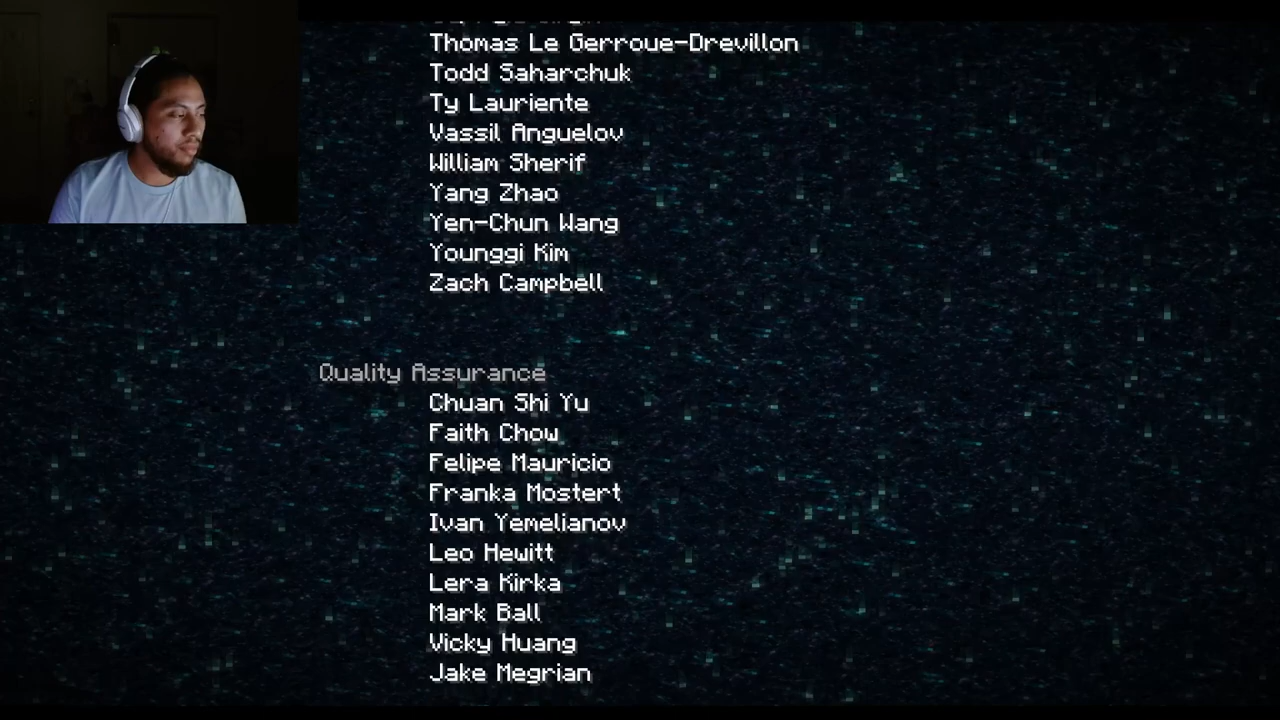 Thomas Le Gerroue-Drevillon
Todd Saharchuk
Ty Lauriente
Vassil Anguelov
William Sherif
Yang Zhao
Yen-Chun Wang
Younggi Kim
Zach Campbell
Quality Assurance
Chuan Shi Yu
Faith Chow
Felipe Mauricio
Franka Mostert
Ivan Yemelianov
Leo Hewitt
Lera Kirka
Mark Ball
Vicky Huang
Jake Megrian